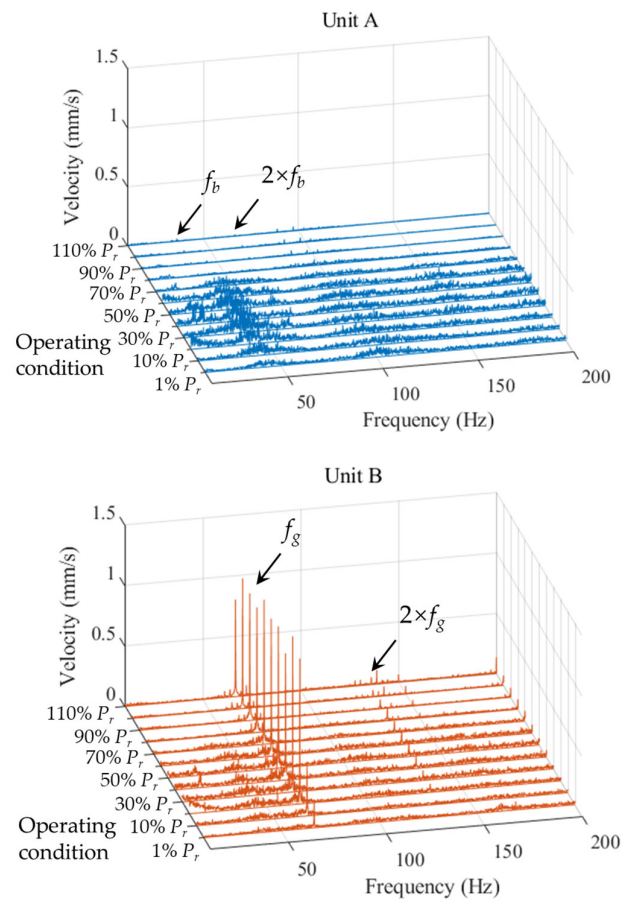 Unit A
1.5
1
0.5
0
Velocity (mm/s)
f_b
2×f_b
110% P_r
90% P_r
70% P_r
50% P_r
30% P_r
10% P_r
1% P_r
Operating
condition
50
100
150
200
Frequency (Hz)
Unit B
1.5
1
0.5
0
Velocity (mm/s)
f_g
2×f_g
110% P_r
90% P_r
70% P_r
50% P_r
30% P_r
10% P_r
1% P_r
Operating
condition
50
100
150
200
Frequency (Hz)